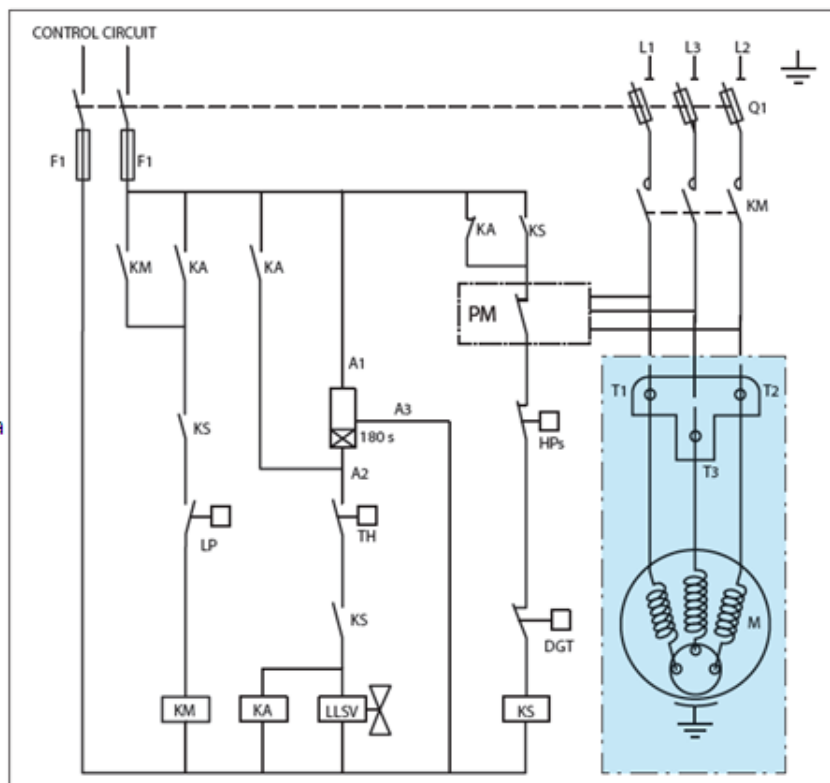 CONTROL CIRCUIT
L1 L3 L2
Q1
F1 F1
KM
KA KS
KM KA KA
PM
A1
T1 T2
A3
a
KS 180 s HPs
A2
T3
LP TH
KS M
DGT
KM KA LLSV KS